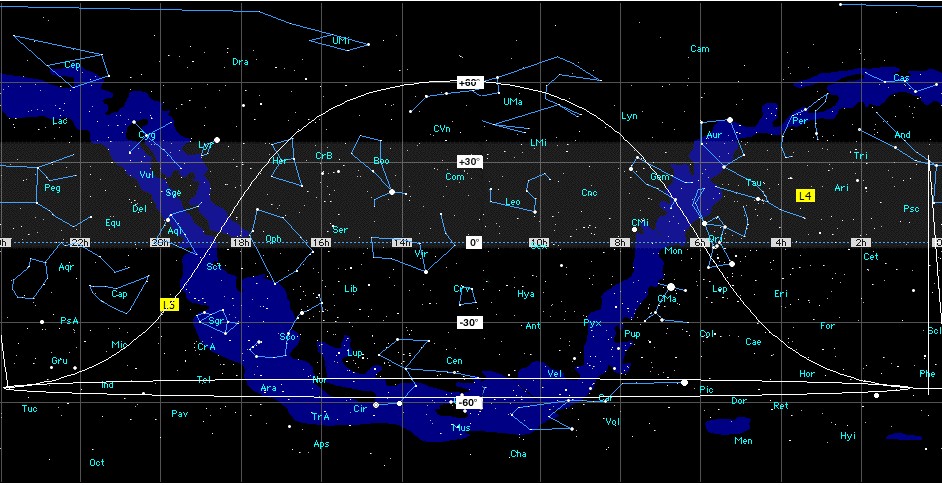 UMi
Cam
Cep
Dra
Cas
+60°
UMa
Lyn
Lac
Cyg
CVn
LMi
Aur
Per
And
Lyr
Her
CrB
Boo
+30°
Tri
Vul
Com
Gem
Tau
Peg
Sge
Leo
Cnc
L4
Ari
Del
Equ
Aql
Ser
CMi
Psc
22h
20h
18h
Oph
16h
14h
0°
10h
8h
6h
Ori
4h
2h
Vir
Mon
Cet
Aqr
Sct
Cap
Lib
Hya
CMa
Lep
Eri
L5
PsA
Sgr
-30°
Ant
Pyx
Pup
Col
For
Scl
Mic
CrA
Sco
Cae
Gru
Lup
Cen
Ind
Tel
Nor
Vel
Hor
Phe
Ara
Pic
Tuc
Pav
TrA
Cir
-60°
Car
Dor
Ret
Mus
Vol
Aps
Men
Hyi
Oct
Cha